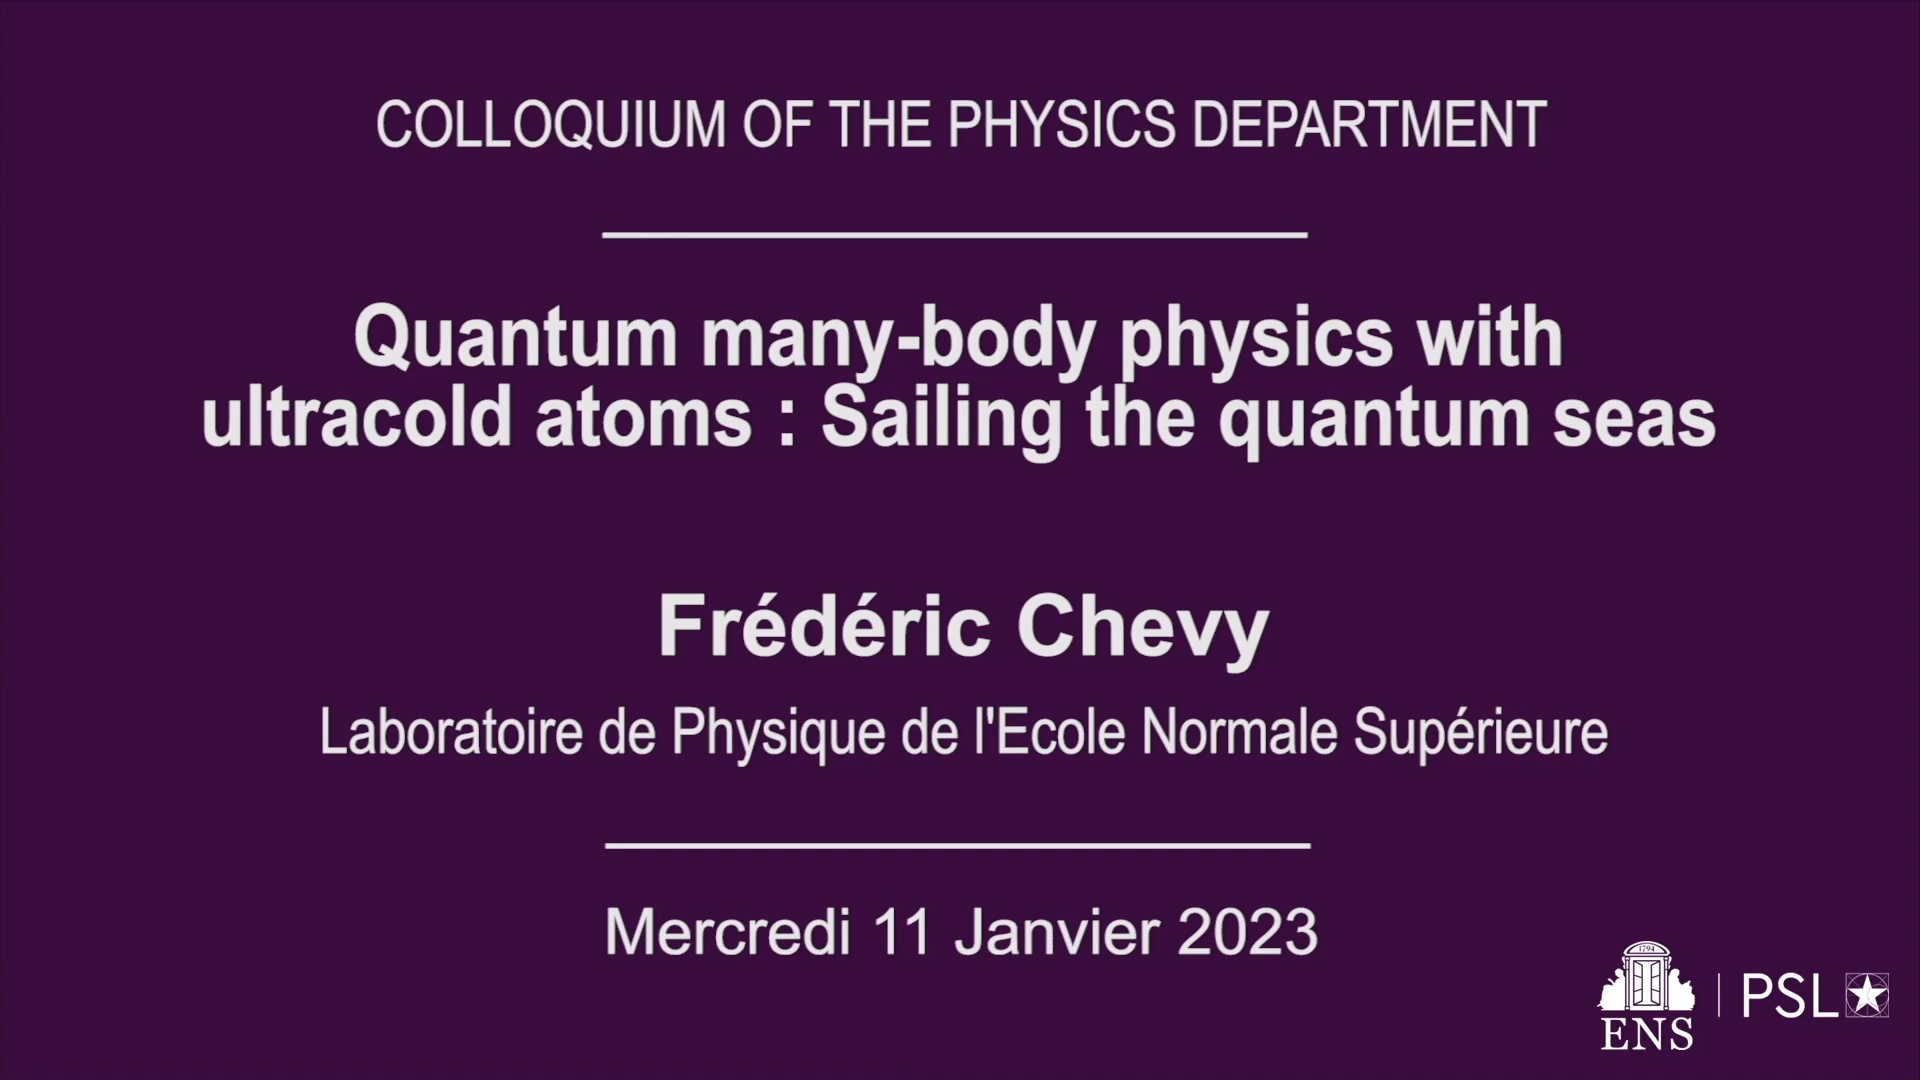 COLLOQUIUM OF THE PHYSICS DEPARTMENT
Quantum many-body physics with
ultracold atoms : Sailing the quantum seas
Frédéric Chevy
Laboratoire de Physique de l'Ecole Normale Supérieure
Mercredi 11 Janvier 2023
1794
ENS
PSL